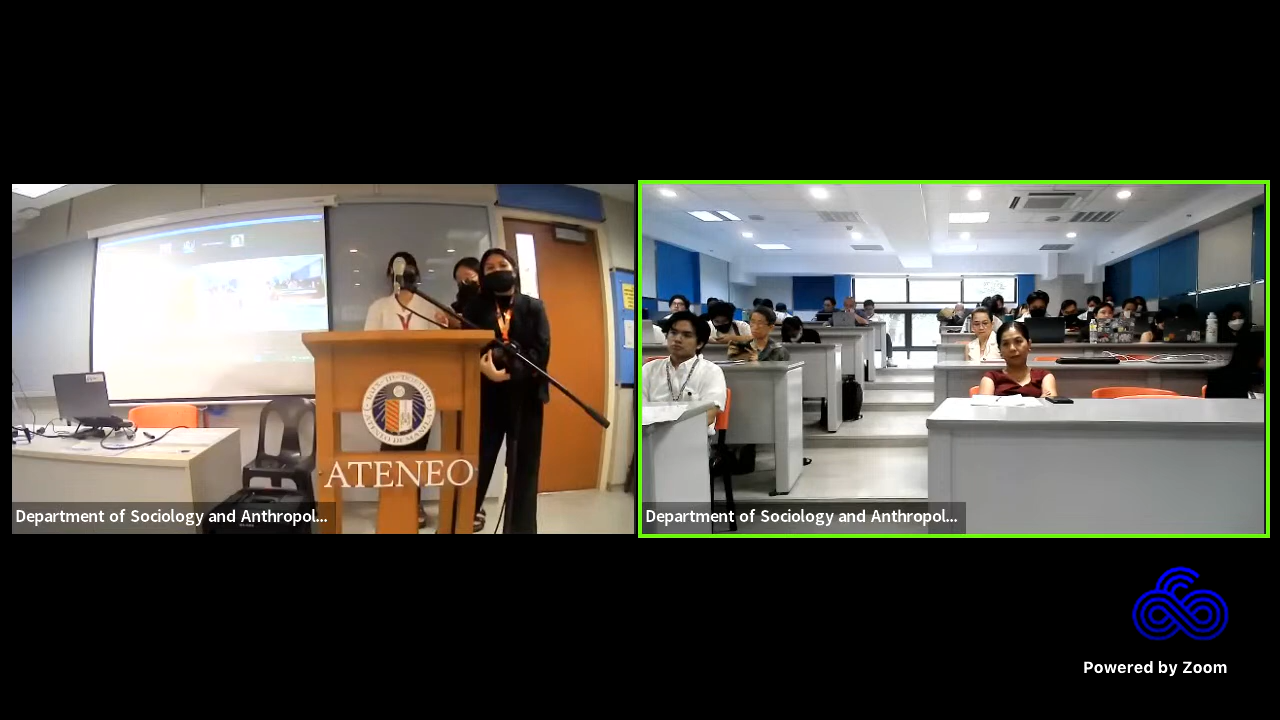 ATENEO
Department of Sociology and Anthropol...
Department of Sociology and Anthropol...
Powered by Zoom